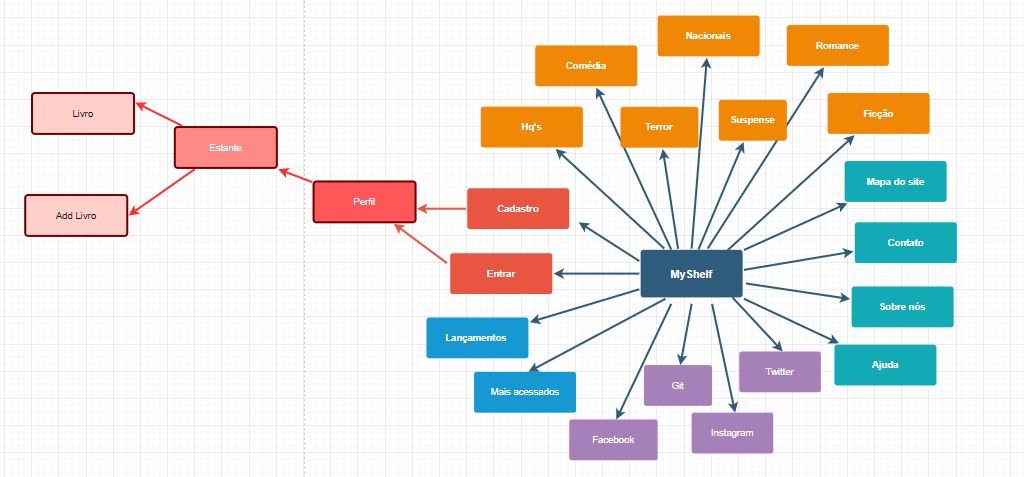 Nacionais
Romance
Comédia
Livro
Hq's
Terror
Suspense
Ficção
Estante
Mapa do site
Perfil
Cadastro
Add Livro
Contato
Entrar
MyShelf
Sobre nós
Lançamentos
Ajuda
Twitter
Git
Mais acessados
Instagram
Facebook